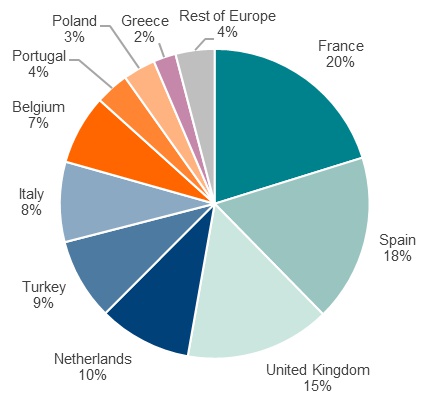 France
20%
Spain
18%
United Kingdom
15%
Netherlands
10%
Turkey
9%
Italy
8%
Belgium
7%
Portugal
4%
Poland
3%
Greece
2%
Rest of Europe
4%